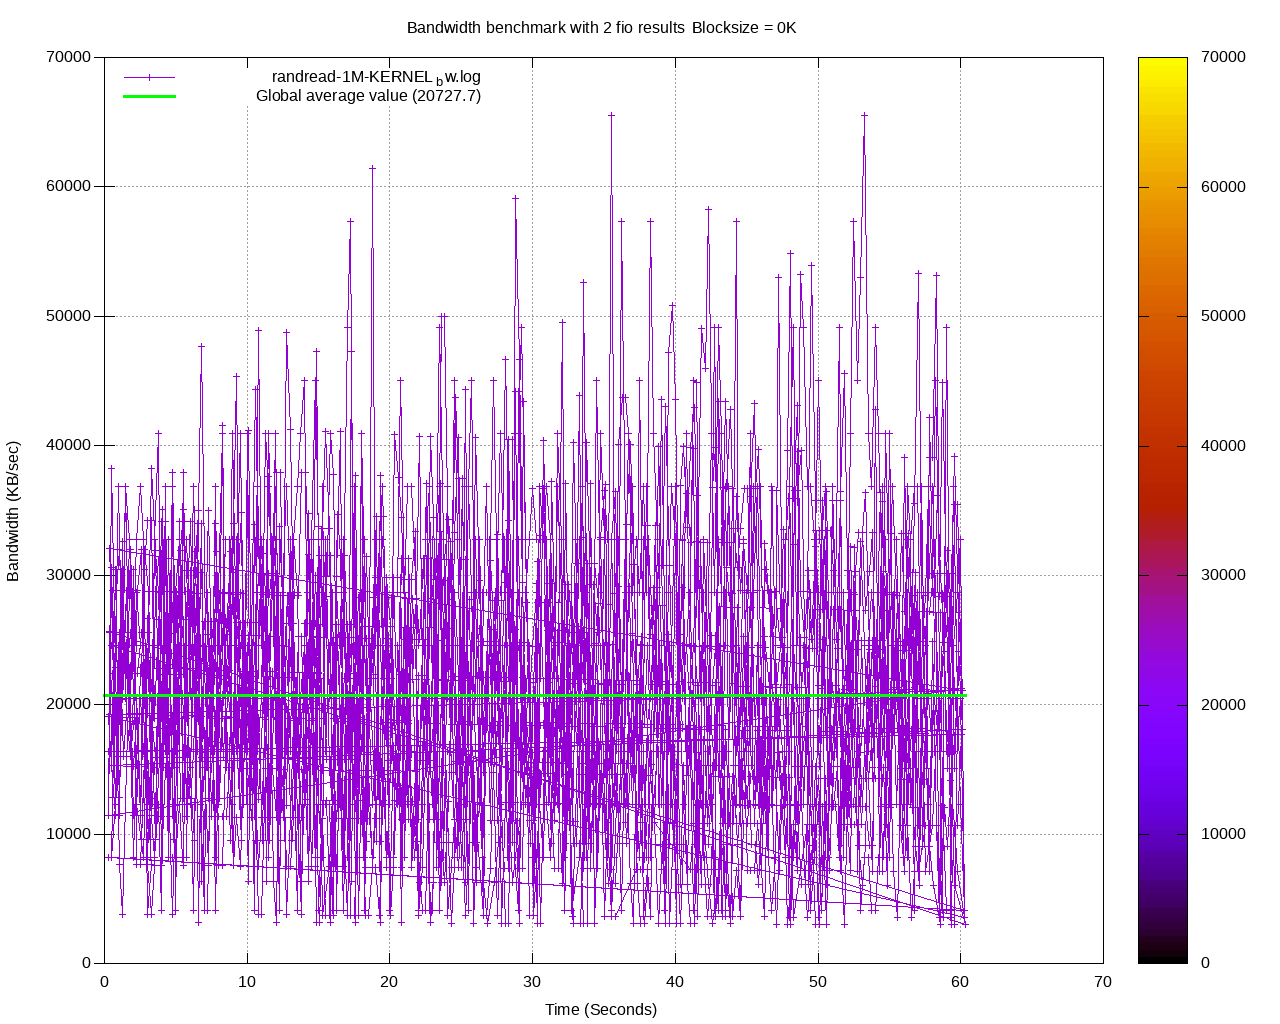 Bandwidth benchmark with 2 fio results Blocksize = 0K
randread-1M-KERNEL bw.log
Global average value (20727.7)
Bandwidth (KB/sec)
70000
60000
50000
40000
30000
20000
10000
0
0 10 20 30 40 50 60 70
Time (Seconds)
70000
60000
50000
40000
30000
20000
10000
0